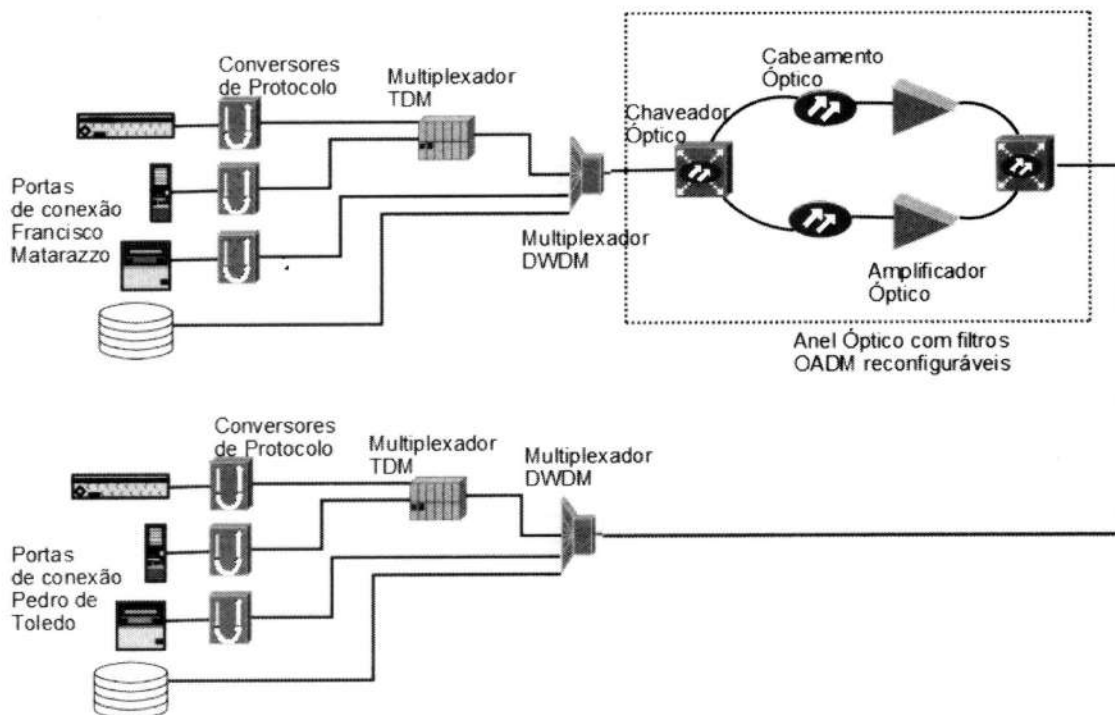 Conversores
de Protocolo
Multiplexador
TDM
Cabeamento
Óptico
Chaveador
Óptico
Portas
de conexão
Francisco
Matarazzo
Multiplexador
DWDM
Amplificador
Óptico
Anel Óptico com filtros
OADM reconfiguráveis
Conversores
de Protocolo
Multiplexador
TDM
Multiplexador
DWDM
Portas
de conexão
Pedro de
Toledo